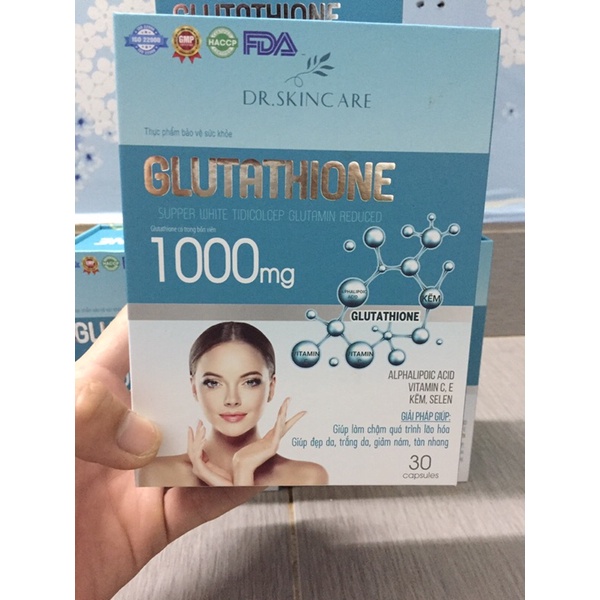 ISO 22000
GMP
HACCP
FDA
DR.SKINCARE
Thực phẩm bảo vệ sức khỏe
GLUTATHIONE
SUPPER WHITE TIDICOLCEP GLUTAMIN REDUCED
Glutathione có trong bốn viên
1000mg
ALPHALIPOIC
ACID
KẼM
GLUTATHIONE
VITAMIN
VITAMIN
ALPHALIPOIC ACID
VITAMIN C, E
KẼM, SELEN
GIẢI PHÁP GIÚP:
Giúp làm chậm quá trình lão hóa
Giúp đẹp da, trắng da, giảm nám, tàn nhang
30
capsules